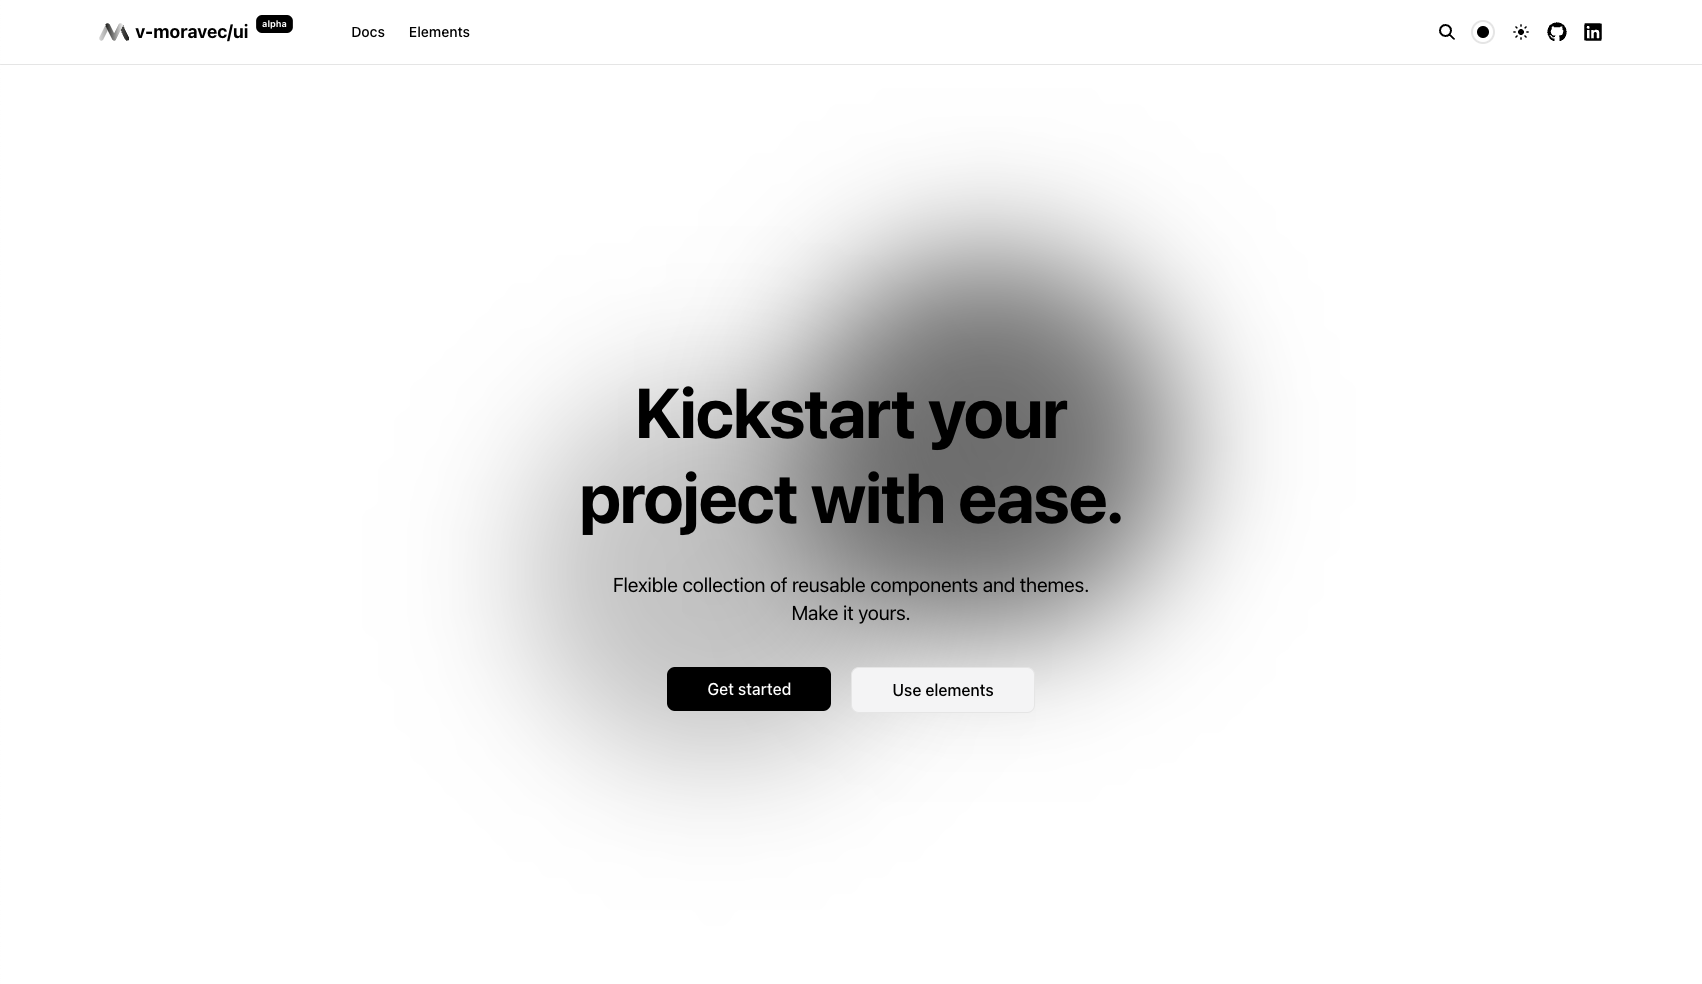 v-moravec/ui alpha Docs Elements
Kickstart your
project with ease.
Flexible collection of reusable components and themes.
Make it yours.
Get started Use elements